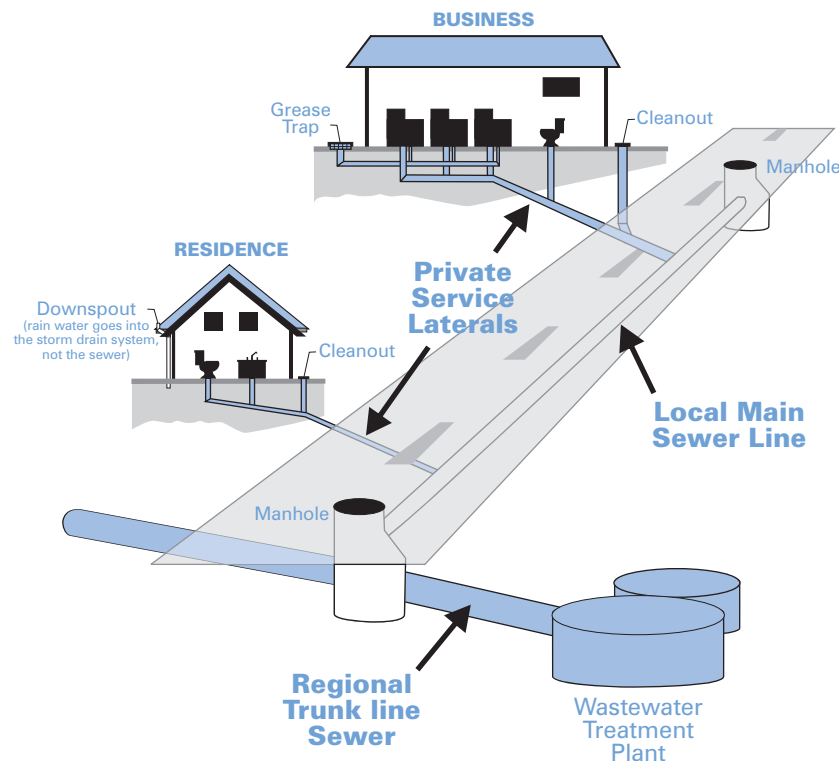 BUSINESS
Grease
Trap
Cleanout
Manhole
RESIDENCE
Private
Service
Laterals
Downspout
(rain water goes into
the storm drain system,
not the sewer)
Cleanout
Local Main
Sewer Line
Manhole
Regional
Trunk line
Sewer
Wastewater
Treatment
Plant